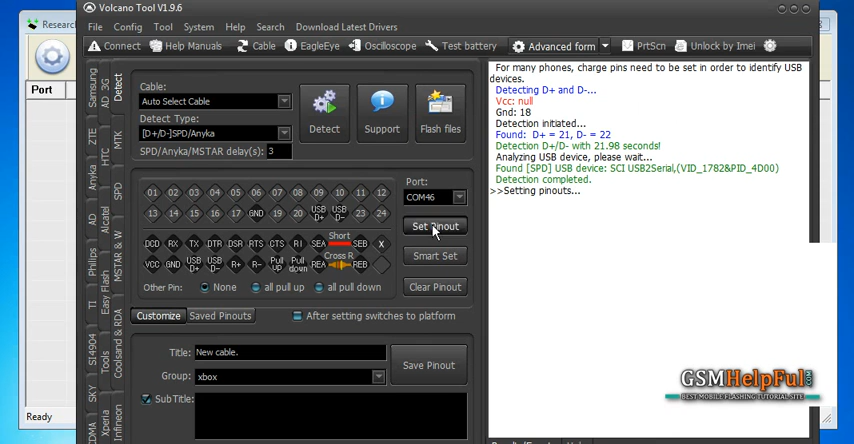 Volcano Tool V1.9.6
Research
File Config Tool System Help Search Download Latest Drivers
Connect Help Manuals Cable EagleEye Oscilloscope Test battery Advanced form PrtScn Unlock by Imei
Port
Samsung
ZTE
Anyka
AD
Philips
TI
SI4904
SKY
CDMA
AD 3G
HTC
Alcatel
Easy Flash
Tools
Xperia
Detect
MTK
SPD
MSTAR & W
Coolsand & RDA
Infineon
Cable:
Auto Select Cable
Detect Type:
[D+/D-]SPD/Anyka
SPD/Anyka/MSTAR delay(s): 3
Detect
Support
Flash files
01 02 03 04 05 06 07 08 09 10 11 12
13 14 15 16 17 GND 19 20 USB D+ USB D- 23 24
Short
DCD RX TX DTR DSR RTS CTS RI SEA SEB X
Cross R
VCC GND USB D+ USB D- R+ R- Pull UP Pull down REA REB
Other Pin: None all pull up all pull down
Port:
COM46
Set Pinout
Smart Set
Clear Pinout
Customize Saved Pinouts After setting switches to platform
Title: New cable.
Group: xbox
SubTitle:
Save Pinout
For many phones, charge pins need to be set in order to identify USB
devices.
Detecting D+ and D-...
Vcc: null
Gnd: 18
Detection initiated...
Found: D+ = 21, D- = 22
Detection D+/D- with 21.98 seconds!
Analyzing USB device, please wait...
Found [SPD] USB device: SCI USB2Serial,(VID_1782&PID_4D00)
Detection completed.
>>Setting pinouts...
GSMHelpFul.COM
BEST MOBILE FLASHING TUTORIAL SITE
Ready